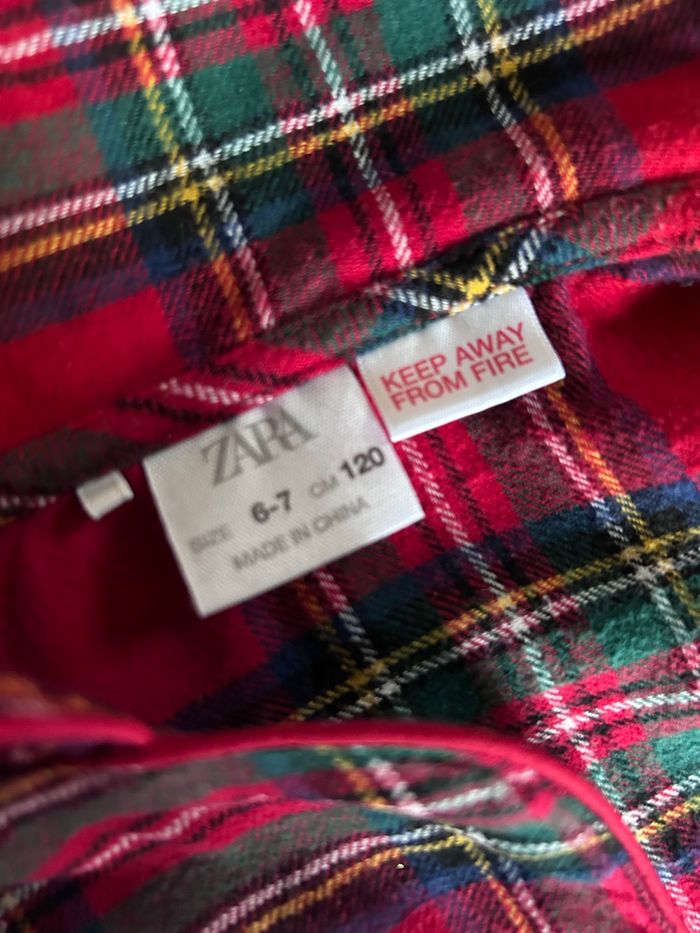 ZARA
SIZE 6-7 CM 120
MADE IN CHINA
KEEP AWAY
FROM FIRE